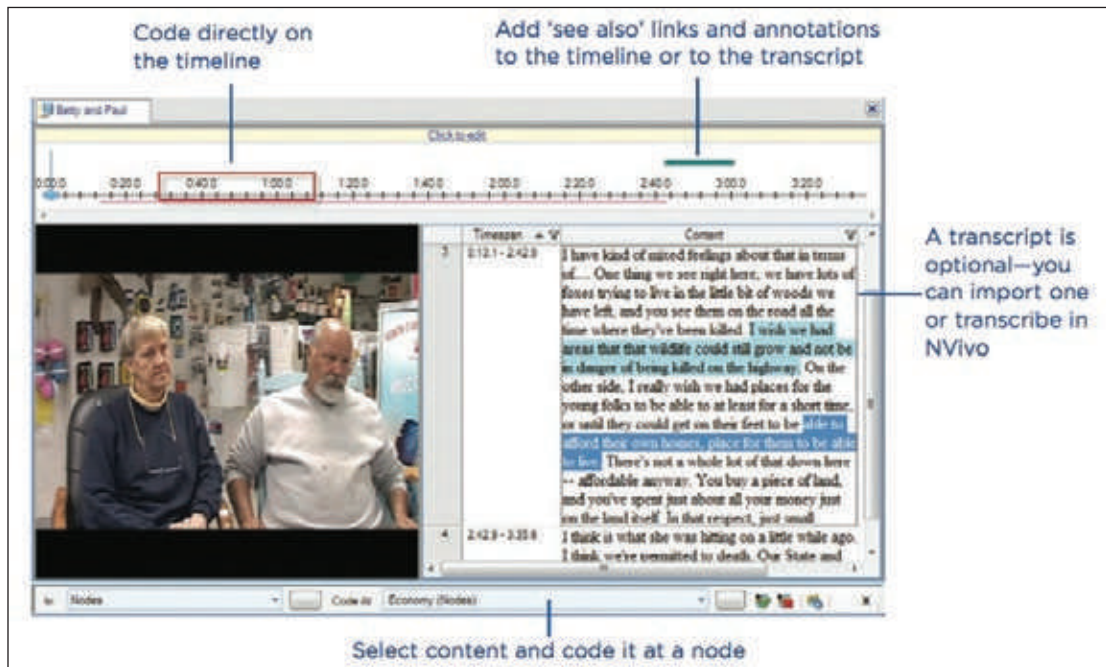 Code directly on
the timeline
Add 'see also' links and annotations
to the timeline or to the transcript
Betty and Paul
Click to edit
0:00.0 0:20.0 0:40.0 1:00.0 1:20.0 1:40.0 2:00.0 2:20.0 2:40.0 3:00.0 3:20.0
Timespan Content
3 0:13.1 - 2:42.9 I have kind of mixed feelings about that in terms
of.... One thing we see right here, we have lots of
foxes trying to live in the little bit of woods we
have left, and you see them on the road all the
time where they've been killed. I wish we had
areas that that wildlife could still grow and not be
in danger of being killed on the highway. On the
other side, I really wish we had places for the
young folks to be able to at least for a short time,
or until they could get on their feet to be able to
afford their own homes, place for them to be able
to live. There's not a whole lot of that down here
-- affordable anyway. You buy a piece of land,
and you've spent just about all your money just
on the land itself. In that respect, just small
4 2:42.9 - 3:35.8 I think is what she was hitting on a little while ago.
I think we're permitted to death. Our State and
A transcript is
optional—you
can import one
or transcribe in
NVivo
In Nodes Code At Economy (Nodes)
Select content and code it at a node